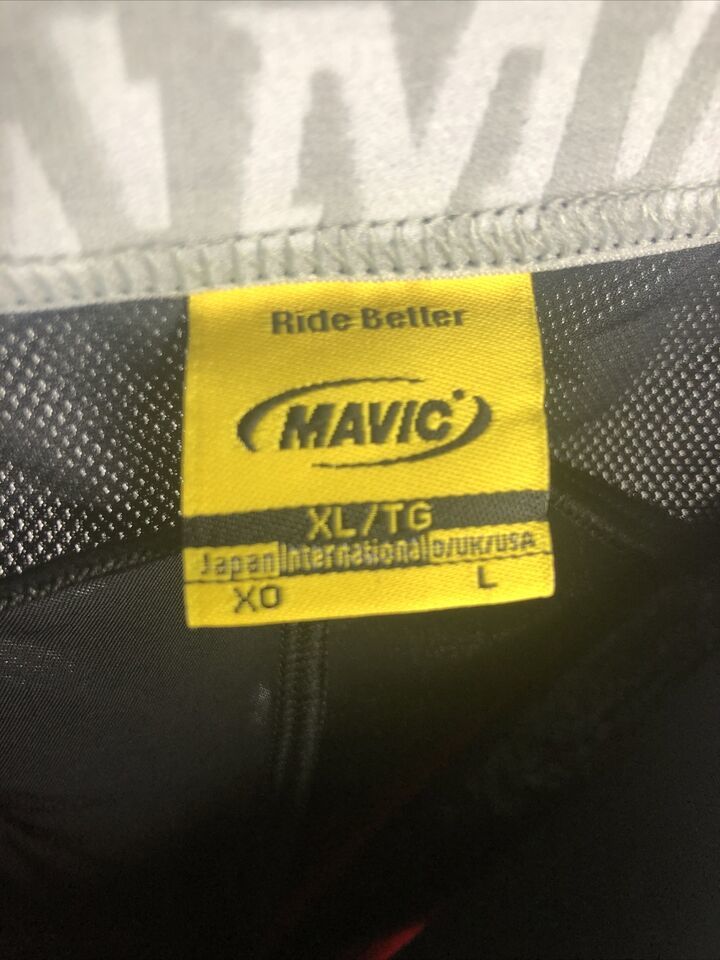 Ride Better
MAVIC
XL/TG
Japan International D/UK/USA
XO L